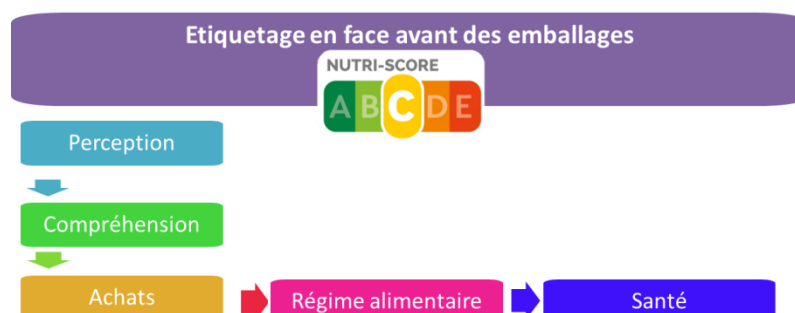 Etiquetage en face avant des emballages
NUTRI-SCORE
A B C D E
Perception
Compréhension
Achats
Régime alimentaire
Santé